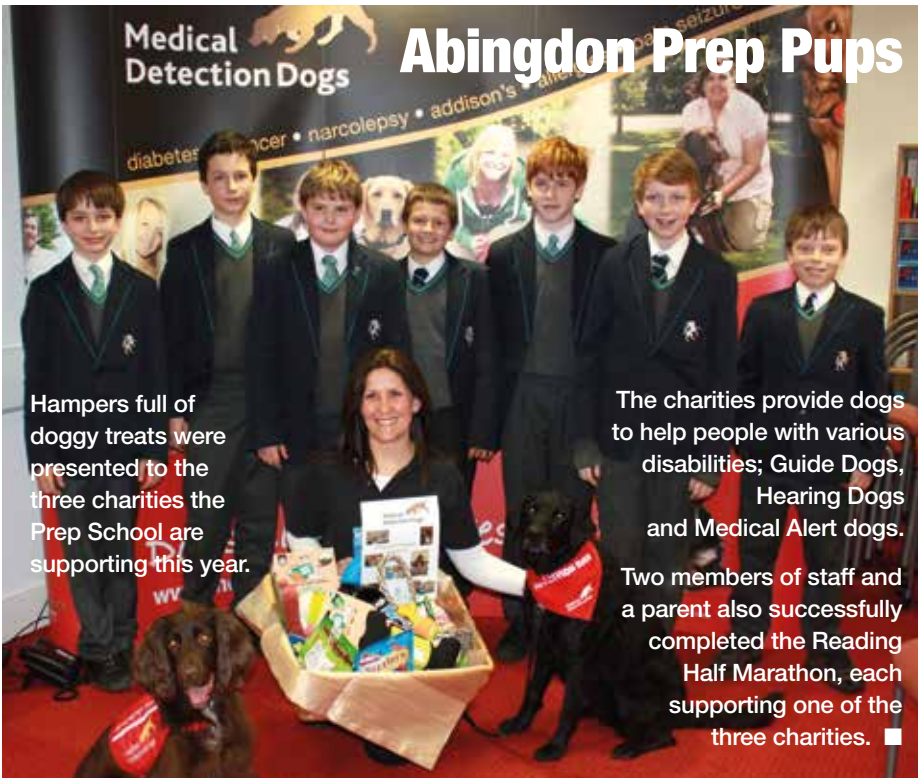 Abingdon Prep Pups
Medical
Detection Dogs
narcolepsy • addison's •
Hampers full of
doggy treats were
presented to the
three charities the
Prep School are
supporting this year.
The charities provide dogs
to help people with various
disabilities; Guide Dogs,
Hearing Dogs
and Medical Alert dogs.
Two members of staff and
a parent also successfully
completed the Reading
Half Marathon, each
supporting one of the
three charities. ■